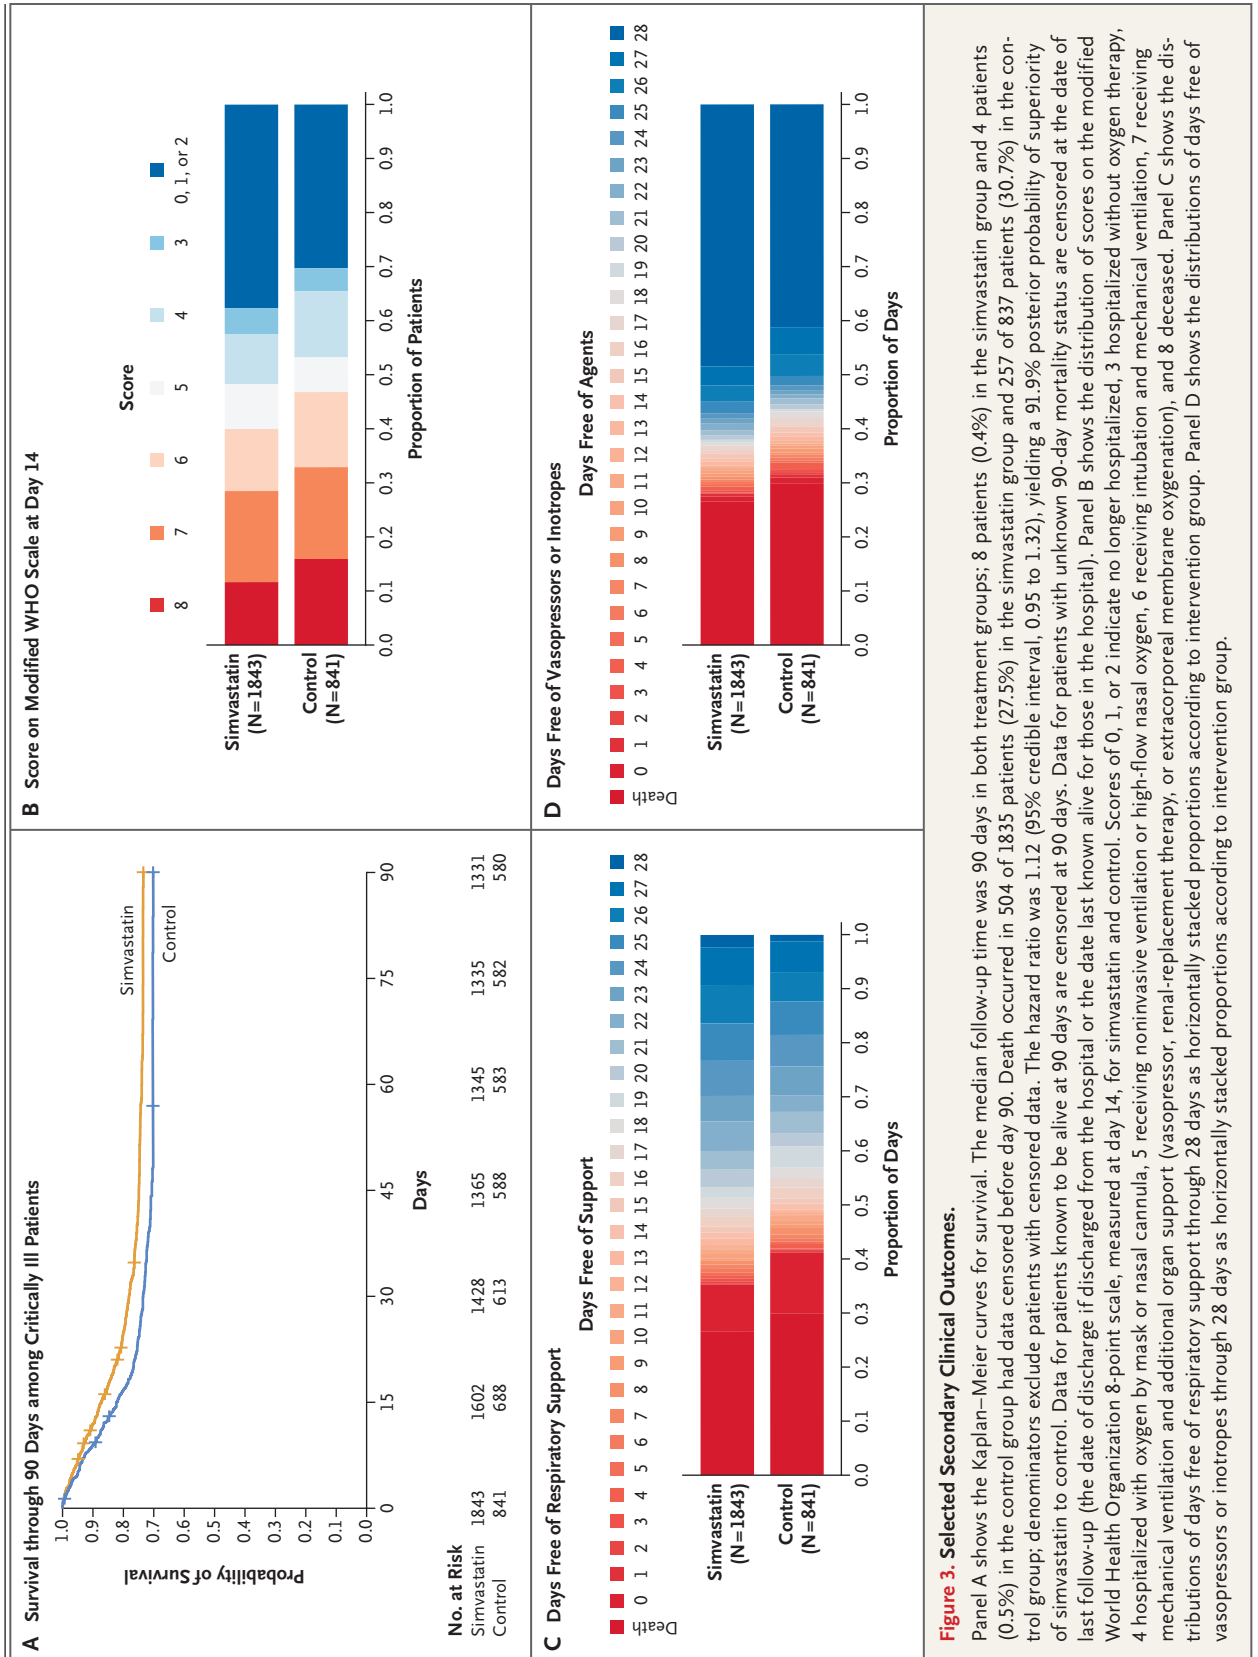 A Survival through 90 Days among Critically Ill Patients
Probability of Survival
1.0
0.9
0.8
0.7
0.6
0.5
0.4
0.3
0.2
0.1
0.0
Simvastatin
Control
0 15 30 45 60 75 90
Days
No. at Risk
Simvastatin 1843 1602 1428 1365 1345 1335 1331
Control 841 688 613 588 583 582 580
B Score on Modified WHO Scale at Day 14
Score
8 7 6 5 4 3 0, 1, or 2
Simvastatin
(N=1843)
Control
(N=841)
0.0 0.1 0.2 0.3 0.4 0.5 0.6 0.7 0.8 0.9 1.0
Proportion of Patients
C Days Free of Respiratory Support
Days Free of Support
Death 0 1 2 3 4 5 6 7 8 9 10 11 12 13 14 15 16 17 18 19 20 21 22 23 24 25 26 27 28
Simvastatin
(N=1843)
Control
(N=841)
0.0 0.1 0.2 0.3 0.4 0.5 0.6 0.7 0.8 0.9 1.0
Proportion of Days
D Days Free of Vasopressors or Inotropes
Days Free of Agents
Death 0 1 2 3 4 5 6 7 8 9 10 11 12 13 14 15 16 17 18 19 20 21 22 23 24 25 26 27 28
Simvastatin
(N=1843)
Control
(N=841)
0.0 0.1 0.2 0.3 0.4 0.5 0.6 0.7 0.8 0.9 1.0
Proportion of Days
Figure 3. Selected Secondary Clinical Outcomes.
Panel A shows the Kaplan–Meier curves for survival. The median follow-up time was 90 days in both treatment groups; 8 patients (0.4%) in the simvastatin group and 4 patients
(0.5%) in the control group had data censored before day 90. Death occurred in 504 of 1835 patients (27.5%) in the simvastatin group and 257 of 837 patients (30.7%) in the con-
trol group; denominators exclude patients with censored data. The hazard ratio was 1.12 (95% credible interval, 0.95 to 1.32), yielding a 91.9% posterior probability of superiority
of simvastatin to control. Data for patients known to be alive at 90 days are censored at 90 days. Data for patients with unknown 90-day mortality status are censored at the date of
last follow-up (the date of discharge if discharged from the hospital or the date last known alive for those in the hospital). Panel B shows the distribution of scores on the modified
World Health Organization 8-point scale, measured at day 14, for simvastatin and control. Scores of 0, 1, or 2 indicate no longer hospitalized, 3 hospitalized without oxygen therapy,
4 hospitalized with oxygen by mask or nasal cannula, 5 receiving noninvasive ventilation or high-flow nasal oxygen, 6 receiving intubation and mechanical ventilation, 7 receiving
mechanical ventilation and additional organ support (vasopressor, renal-replacement therapy, or extracorporeal membrane oxygenation), and 8 deceased. Panel C shows the dis-
tributions of days free of respiratory support through 28 days as horizontally stacked proportions according to intervention group. Panel D shows the distributions of days free of
vasopressors or inotropes through 28 days as horizontally stacked proportions according to intervention group.